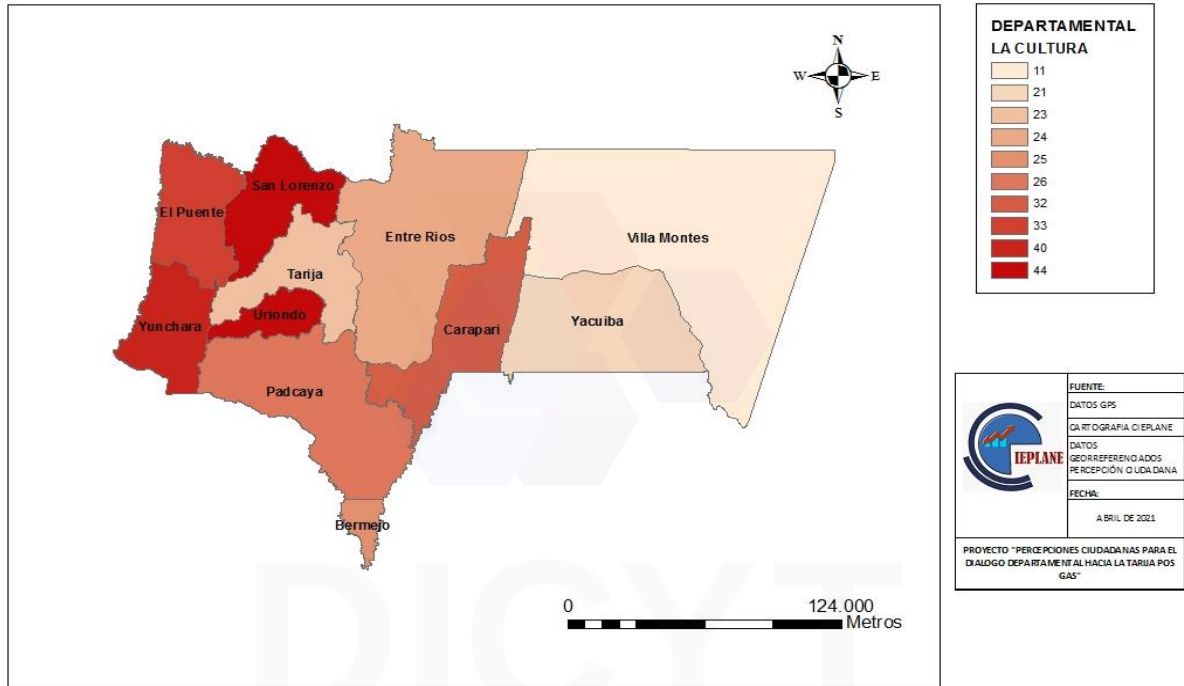 N
W E
S
San Lorenzo
El Puente
Entre Rios
Villa Montes
Tarija
Uriondo
Yunchara
Carapari
Yacuiba
Padcaya
Bermejo
0 124.000
Metros
DICYT
DEPARTAMENTAL
LA CULTURA
11
21
23
24
25
26
32
33
40
44
IEPLANE
FUENTE:
DATOS GPS
CARTOGRAFIA CIEPLANE
DATOS
GEORREFERENCIADOS
PERCEPCIÓN CIUDADANA
FECHA:
ABRIL DE 2021
PROYECTO "PERCEPCIONES CIUDADANAS PARA EL
DIALOGO DEPARTAMENTAL HACIA LA TARIJA POS
GAS"